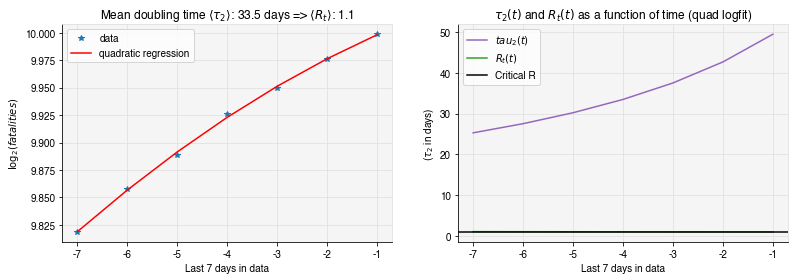 Mean doubling time ⟨τ₂⟩: 33.5 days => ⟨Rₜ⟩: 1.1
data
quadratic regression
10.000
9.975
9.950
9.925
9.900
9.875
9.850
9.825
log₂(fatalities)
-7 -6 -5 -4 -3 -2 -1
Last 7 days in data
τ₂(t) and Rₜ(t) as a function of time (quad logfit)
tau₂(t)
Rₜ(t)
Critical R
50
40
30
20
10
0
(τ₂ in days)
-7 -6 -5 -4 -3 -2 -1
Last 7 days in data